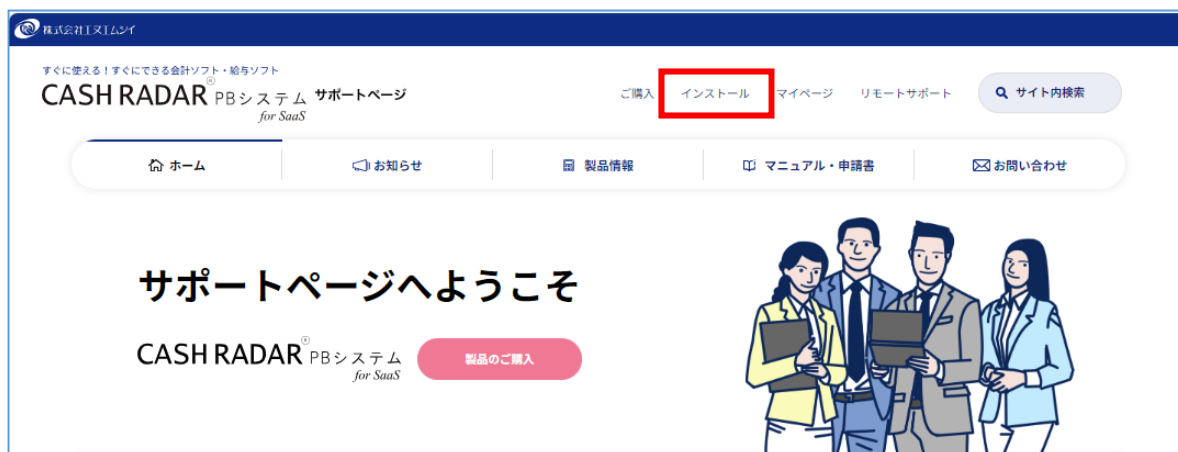 株式会社エヌエムシイ
すぐに使える！すぐにできる会計ソフト・給与ソフト
CASH RADAR® PBシステム サポートページ
for SaaS
ご購入 インストール マイページ リモートサポート サイト内検索
ホーム お知らせ 製品情報 マニュアル・申請書 お問い合わせ
サポートページへようこそ
CASH RADAR® PBシステム 製品のご購入
for SaaS